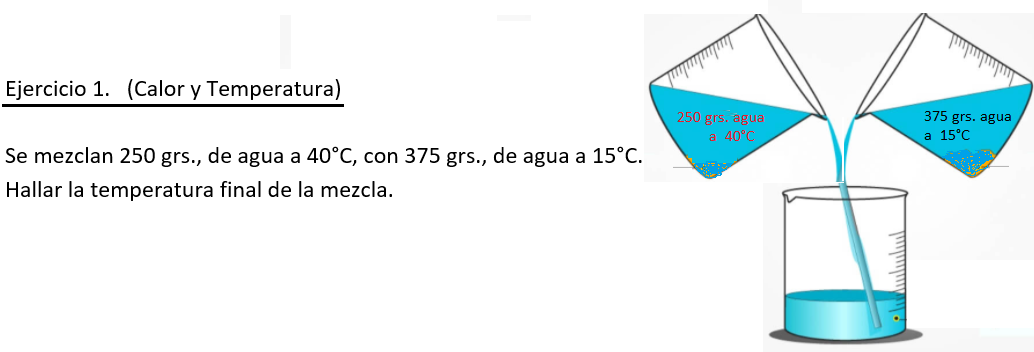 Ejercicio 1.   (Calor y Temperatura)
Se mezclan 250 grs., de agua a 40°C, con 375 grs., de agua a 15°C.
Hallar la temperatura final de la mezcla.
250 grs. agua
a 40°C
375 grs. agua
a 15°C